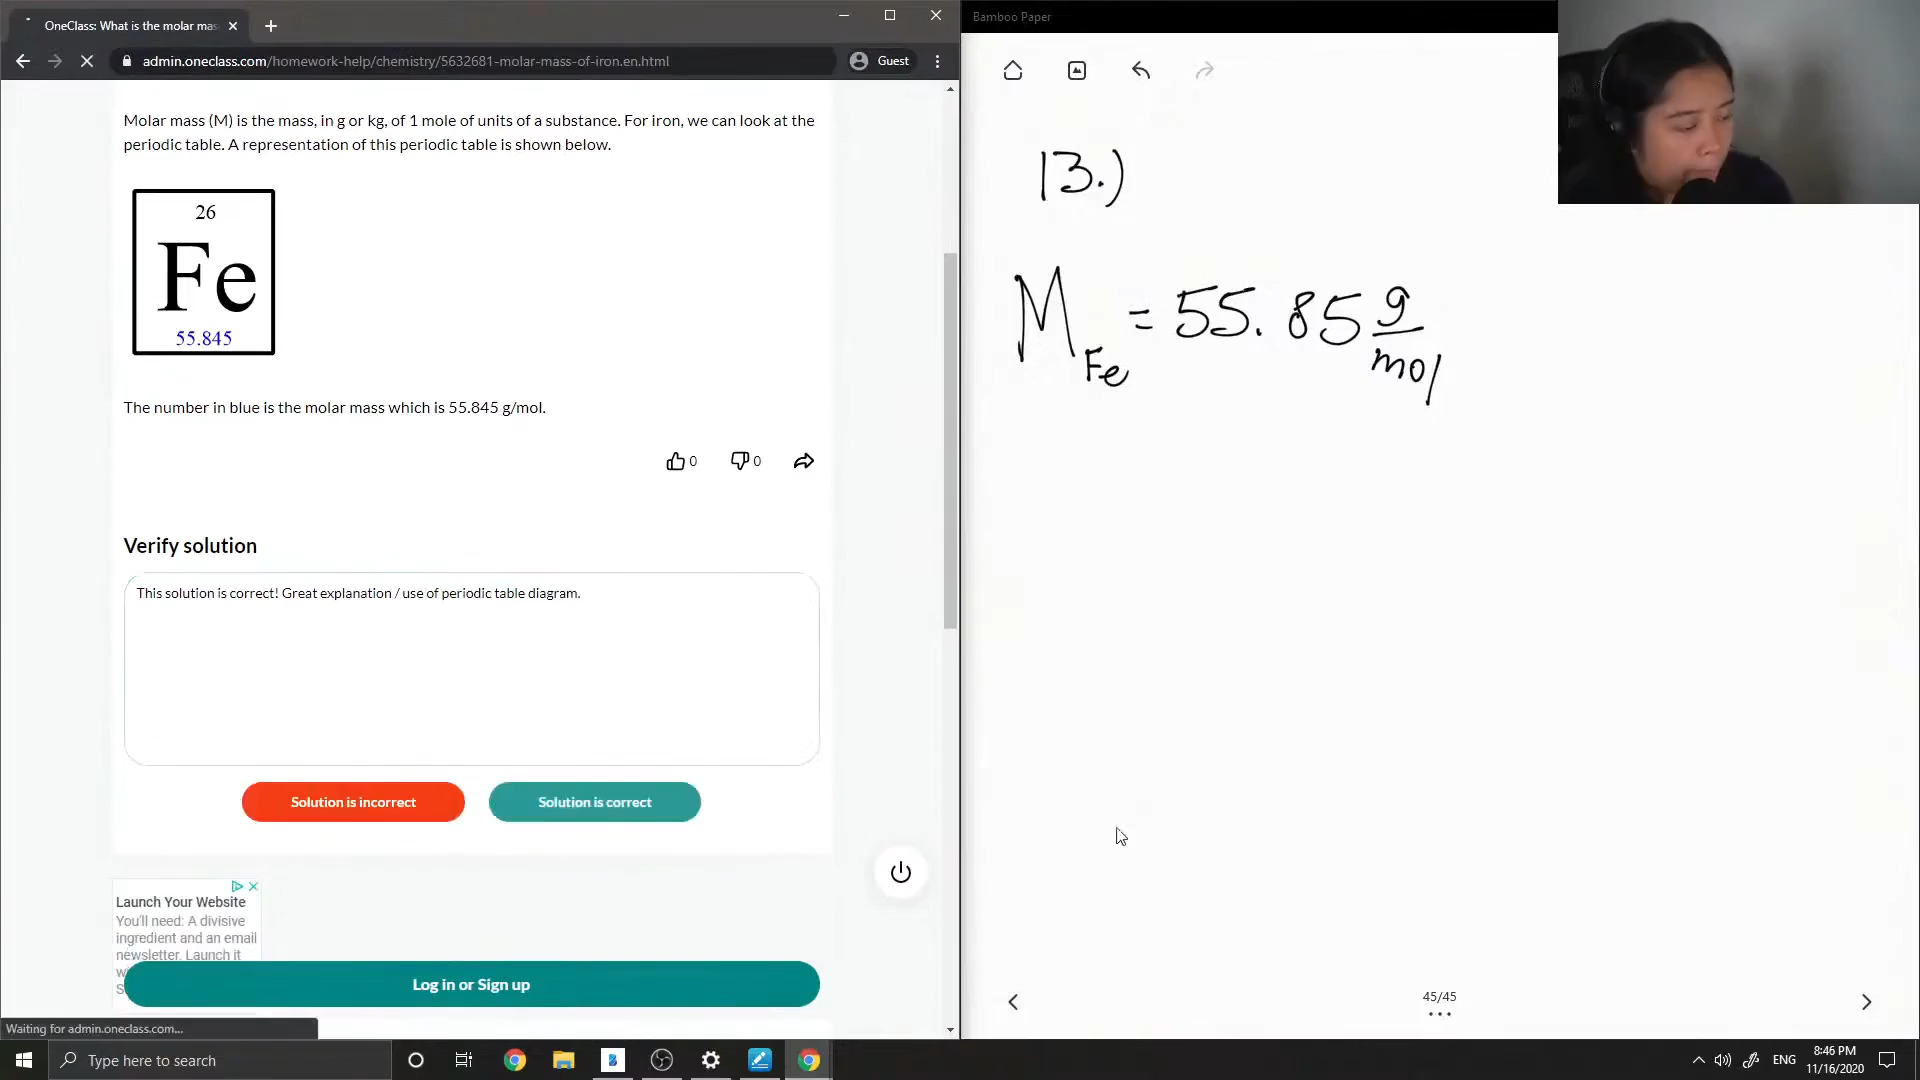 OneClass: What is the molar mas
Bamboo Paper
admin.oneclass.com/homework-help/chemistry/5632681-molar-mass-of-iron.en.html
Guest
Molar mass (M) is the mass, in g or kg, of 1 mole of units of a substance. For iron, we can look at the
periodic table. A representation of this periodic table is shown below.
26
Fe
55.845
The number in blue is the molar mass which is 55.845 g/mol.
0
0
Verify solution
This solution is correct! Great explanation / use of periodic table diagram.
Solution is incorrect
Solution is correct
Launch Your Website
You'll need: A divisive
ingredient and an email
newsletter. Launch it
w
S
Log in or Sign up
Waiting for admin.oneclass.com...
13.)
M Fe = 55.85 g
mol
45/45
Type here to search
ENG
8:46 PM
11/16/2020